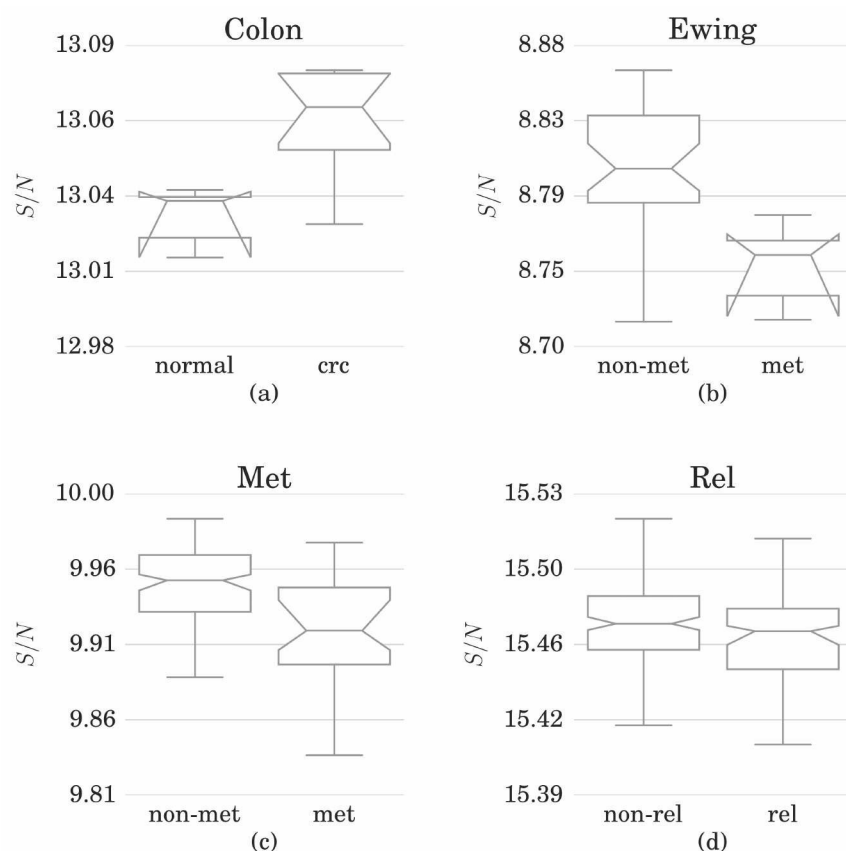 Colon
13.09
13.06
13.04
13.01
12.98
S/N
normal crc
(a)
Ewing
8.88
8.83
8.79
8.75
8.70
S/N
non-met met
(b)
Met
10.00
9.96
9.91
9.86
9.81
S/N
non-met met
(c)
Rel
15.53
15.50
15.46
15.42
15.39
S/N
non-rel rel
(d)